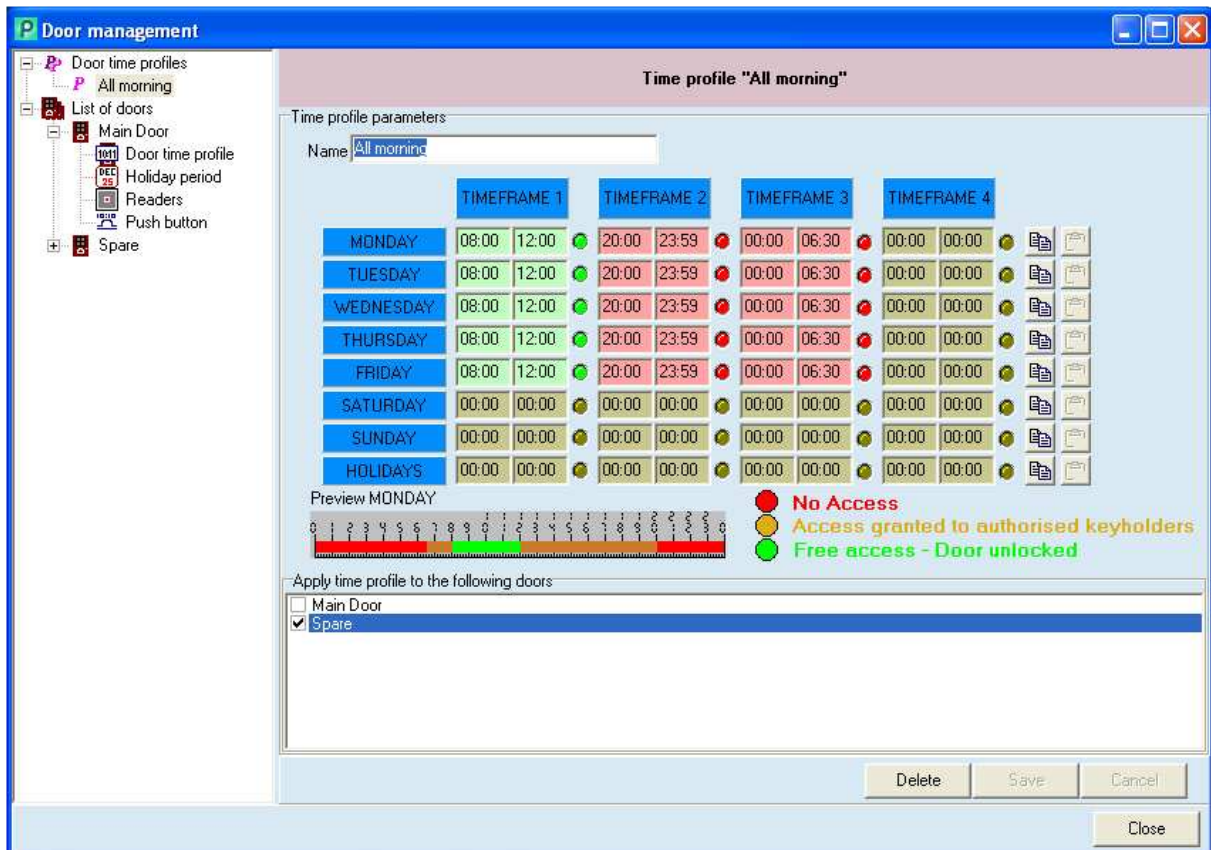 Door management
Door time profiles
All morning
List of doors
Main Door
Door time profile
Holiday period
Readers
Push button
Spare
Time profile "All morning"
Time profile parameters
Name All morning
TIMEFRAME 1 TIMEFRAME 2 TIMEFRAME 3 TIMEFRAME 4
MONDAY 08:00 12:00 20:00 23:59 00:00 06:30 00:00 00:00
TUESDAY 08:00 12:00 20:00 23:59 00:00 06:30 00:00 00:00
WEDNESDAY 08:00 12:00 20:00 23:59 00:00 06:30 00:00 00:00
THURSDAY 08:00 12:00 20:00 23:59 00:00 06:30 00:00 00:00
FRIDAY 08:00 12:00 20:00 23:59 00:00 06:30 00:00 00:00
SATURDAY 00:00 00:00 00:00 00:00 00:00 00:00 00:00 00:00
SUNDAY 00:00 00:00 00:00 00:00 00:00 00:00 00:00 00:00
HOLIDAYS 00:00 00:00 00:00 00:00 00:00 00:00 00:00 00:00
Preview MONDAY
No Access
Access granted to authorised keyholders
Free access - Door unlocked
Apply time profile to the following doors
Main Door
Spare
Delete Save Cancel
Close